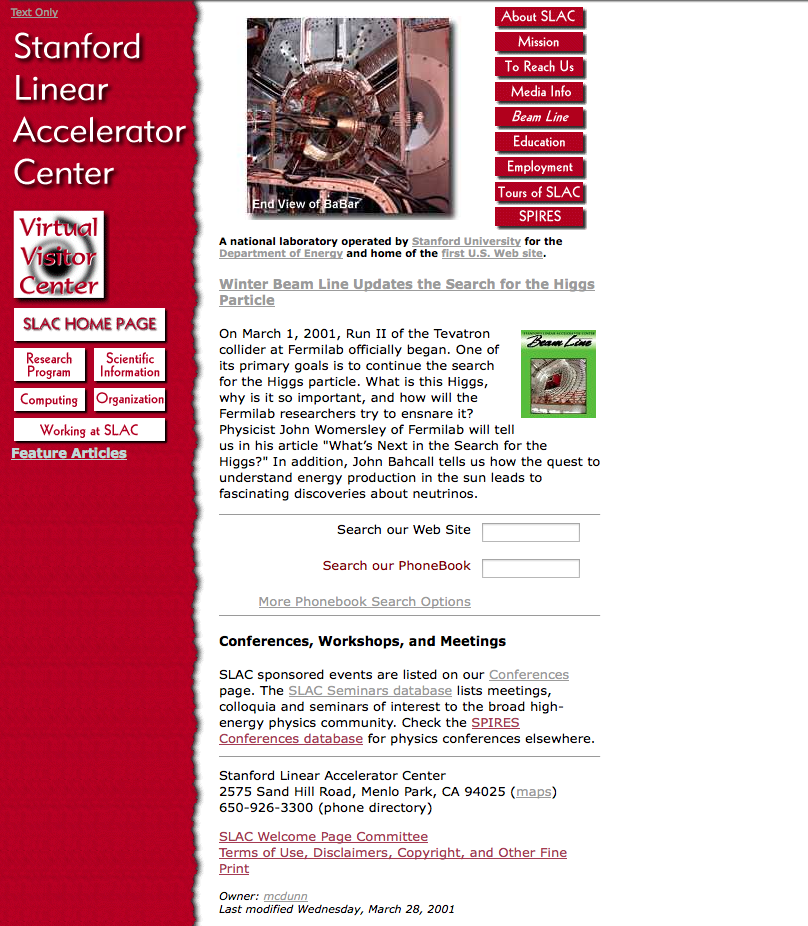 Text Only
Stanford
Linear
Accelerator
Center
Virtual
Visitor
Center
SLAC HOME PAGE
Research
Program
Scientific
Information
Computing
Organization
Working at SLAC
Feature Articles
End View of BaBar
About SLAC
Mission
To Reach Us
Media Info
Beam Line
Education
Employment
Tours of SLAC
SPIRES
A national laboratory operated by Stanford University for the
Department of Energy and home of the first U.S. Web site.
Winter Beam Line Updates the Search for the Higgs
Particle
On March 1, 2001, Run II of the Tevatron
collider at Fermilab officially began. One of
its primary goals is to continue the search
for the Higgs particle. What is this Higgs,
why is it so important, and how will the
Fermilab researchers try to ensnare it?
Physicist John Womersley of Fermilab will tell
us in his article "What’s Next in the Search for the
Higgs?" In addition, John Bahcall tells us how the quest to
understand energy production in the sun leads to
fascinating discoveries about neutrinos.
Beam Line
Search our Web Site
Search our PhoneBook
More Phonebook Search Options
Conferences, Workshops, and Meetings
SLAC sponsored events are listed on our Conferences
page. The SLAC Seminars database lists meetings,
colloquia and seminars of interest to the broad high-
energy physics community. Check the SPIRES
Conferences database for physics conferences elsewhere.
Stanford Linear Accelerator Center
2575 Sand Hill Road, Menlo Park, CA 94025 (maps)
650-926-3300 (phone directory)
SLAC Welcome Page Committee
Terms of Use, Disclaimers, Copyright, and Other Fine
Print
Owner: mcdunn
Last modified Wednesday, March 28, 2001